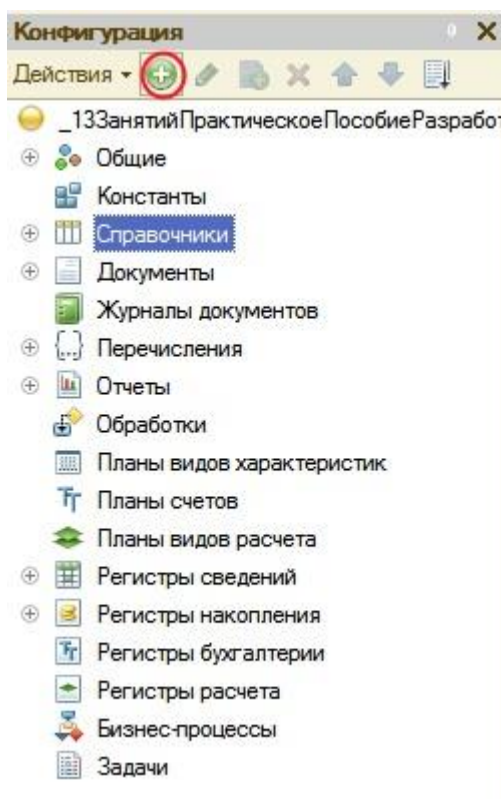 Конфигурация
Действия
_13ЗанятийПрактическоеПособиеРазрабо
Общие
Константы
Справочники
Документы
Журналы документов
Перечисления
Отчеты
Обработки
Планы видов характеристик
Планы счетов
Планы видов расчета
Регистры сведений
Регистры накопления
Регистры бухгалтерии
Регистры расчета
Бизнес-процессы
Задачи